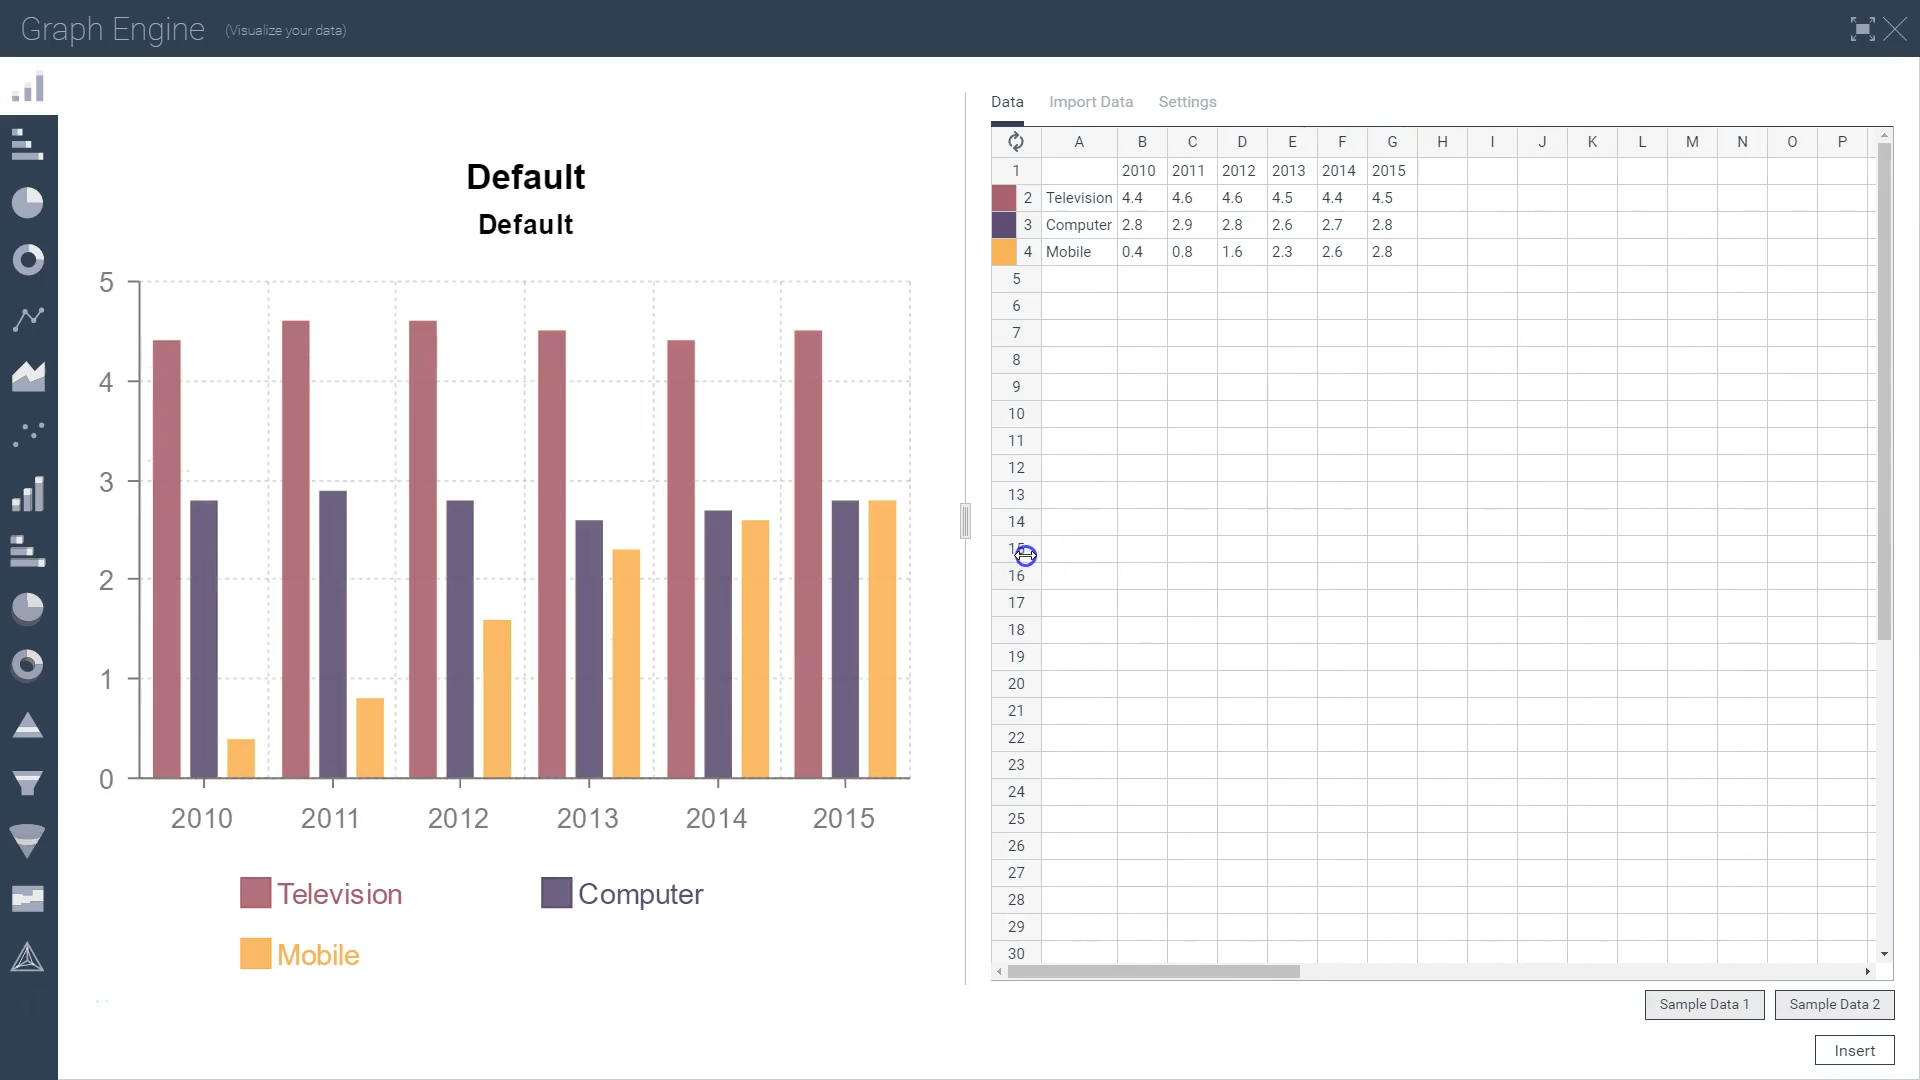 Graph Engine (Visualize your data)
Data Import Data Settings
A B C D E F G H I J K L M N O P
1 2010 2011 2012 2013 2014 2015
2 Television 4.4 4.6 4.6 4.5 4.4 4.5
3 Computer 2.8 2.9 2.8 2.6 2.7 2.8
4 Mobile 0.4 0.8 1.6 2.3 2.6 2.8
5
6
7
8
9
10
11
12
13
14
15
16
17
18
19
20
21
22
23
24
25
26
27
28
29
30
Default
Default
5
4
3
2
1
0
2010 2011 2012 2013 2014 2015
Television Computer
Mobile
Sample Data 1 Sample Data 2
Insert